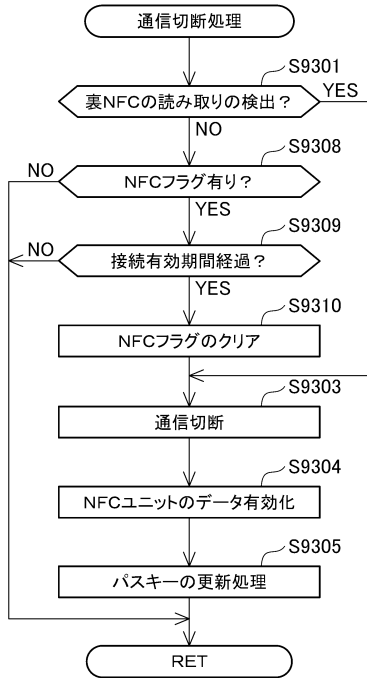 通信切断処理
S9301
裏NFCの読み取りの検出？
YES
NO
S9308
NO
NFCフラグ有り？
YES
S9309
NO
接続有効期間経過？
YES
S9310
NFCフラグのクリア
S9303
通信切断
S9304
NFCユニットのデータ有効化
S9305
パスキーの更新処理
RET